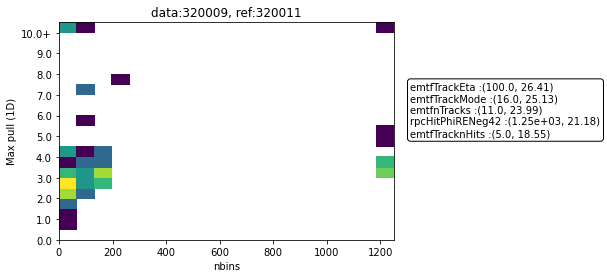 data:320009, ref:320011
10.0+
9.0
8.0
7.0
6.0
5.0
4.0
3.0
2.0
1.0
0.0
Max pull (1D)
0 200 400 600 800 1000 1200
nbins
emtfTrackEta :(100.0, 26.41)
emtfTrackMode :(16.0, 25.13)
emtfnTracks :(11.0, 23.99)
rpcHitPhiRENeg42 :(1.25e+03, 21.18)
emtfTracknHits :(5.0, 18.55)